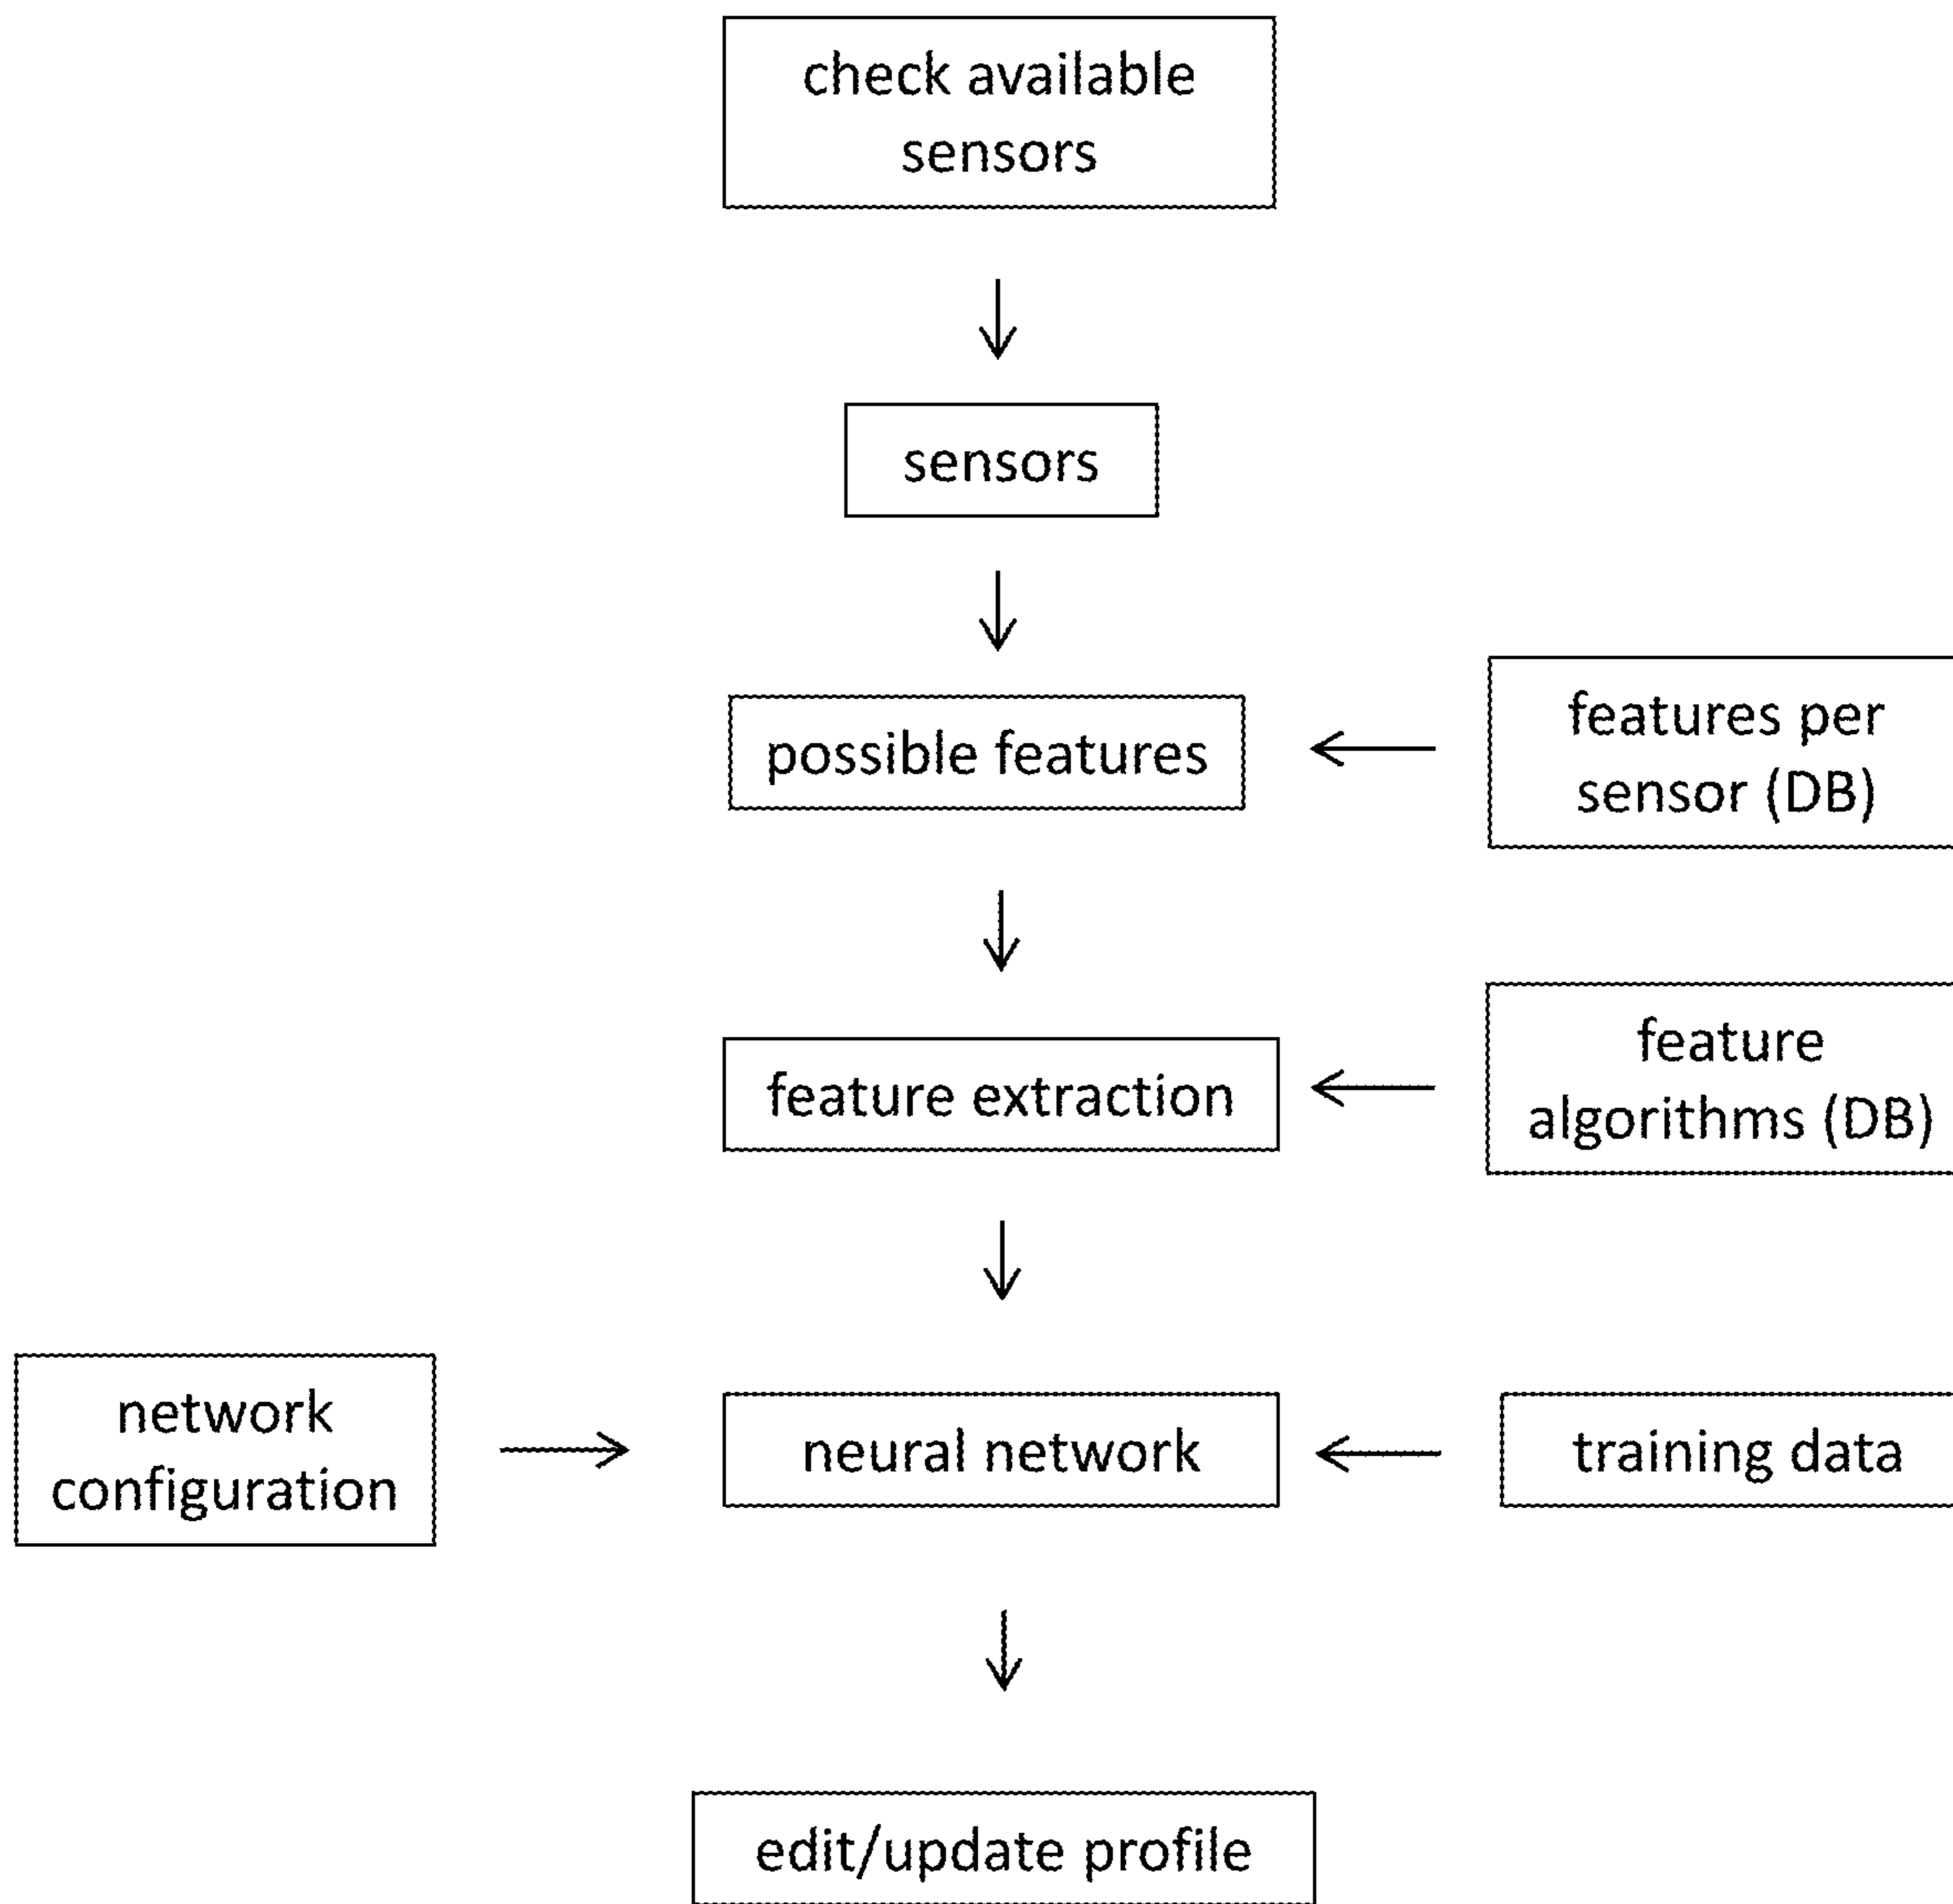 check available
sensors
sensors
possible features
features per
sensor (DB)
feature extraction
feature
algorithms (DB)
network
configuration
neural network
training data
edit/update profile